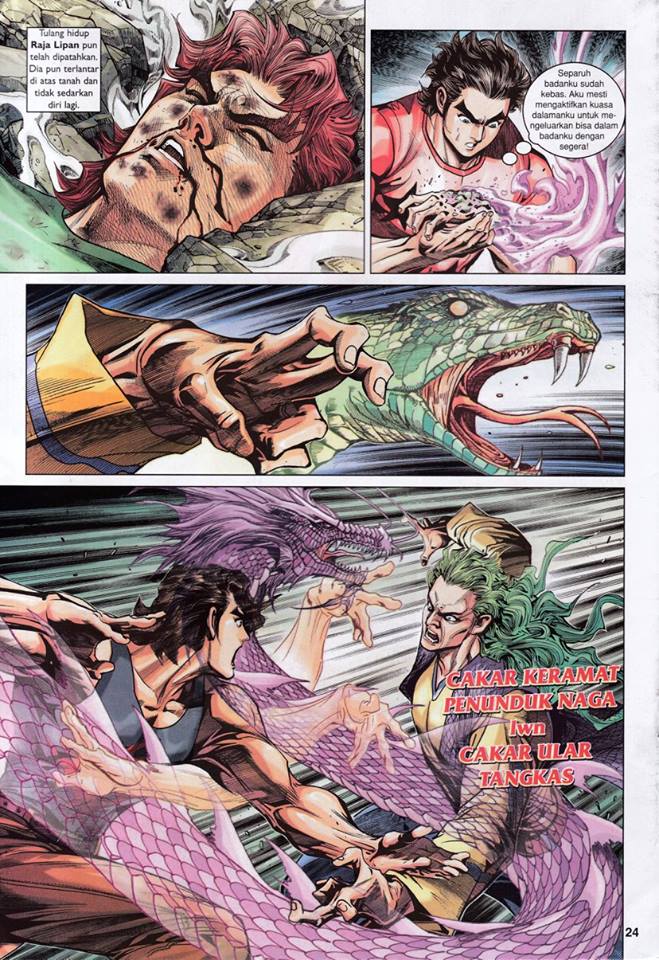 Tulang hidup
Raja Lipan pun
telah dipatahkan.
Dia pun terlantar
di atas tanah dan
tidak sedarkan
diri lagi.
Separuh
badanku sudah
kebas. Aku mesti
mengaktifkan kuasa
dalamanku untuk me-
ngeluarkan bisa dalam
badanku dengan
segera!
CAKAR KERAMAT
PENUNDUK NAGA
lwn
CAKAR ULAR
TANGKAS
24